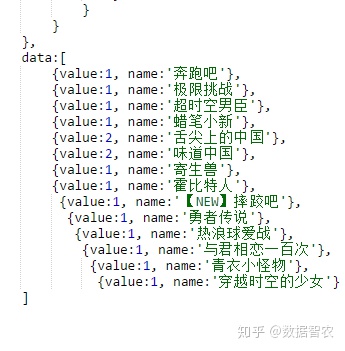 }
}
},
data:[
{value:1, name:'奔跑吧'},
{value:1, name:'极限挑战'},
{value:1, name:'超时空男臣'},
{value:1, name:'蜡笔小新'},
{value:2, name:'舌尖上的中国'},
{value:2, name:'味道中国'},
{value:1, name:'寄生兽'},
{value:1, name:'霍比特人'},
{value:1, name:'【NEW】摔跤吧'},
{value:1, name:'勇者传说'},
{value:1, name:'热浪球爱战'},
{value:1, name:'与君相恋一百次'},
{value:1, name:'青衣小怪物'},
{value:1, name:'穿越时空的少女'}
]
知乎 @数据智农